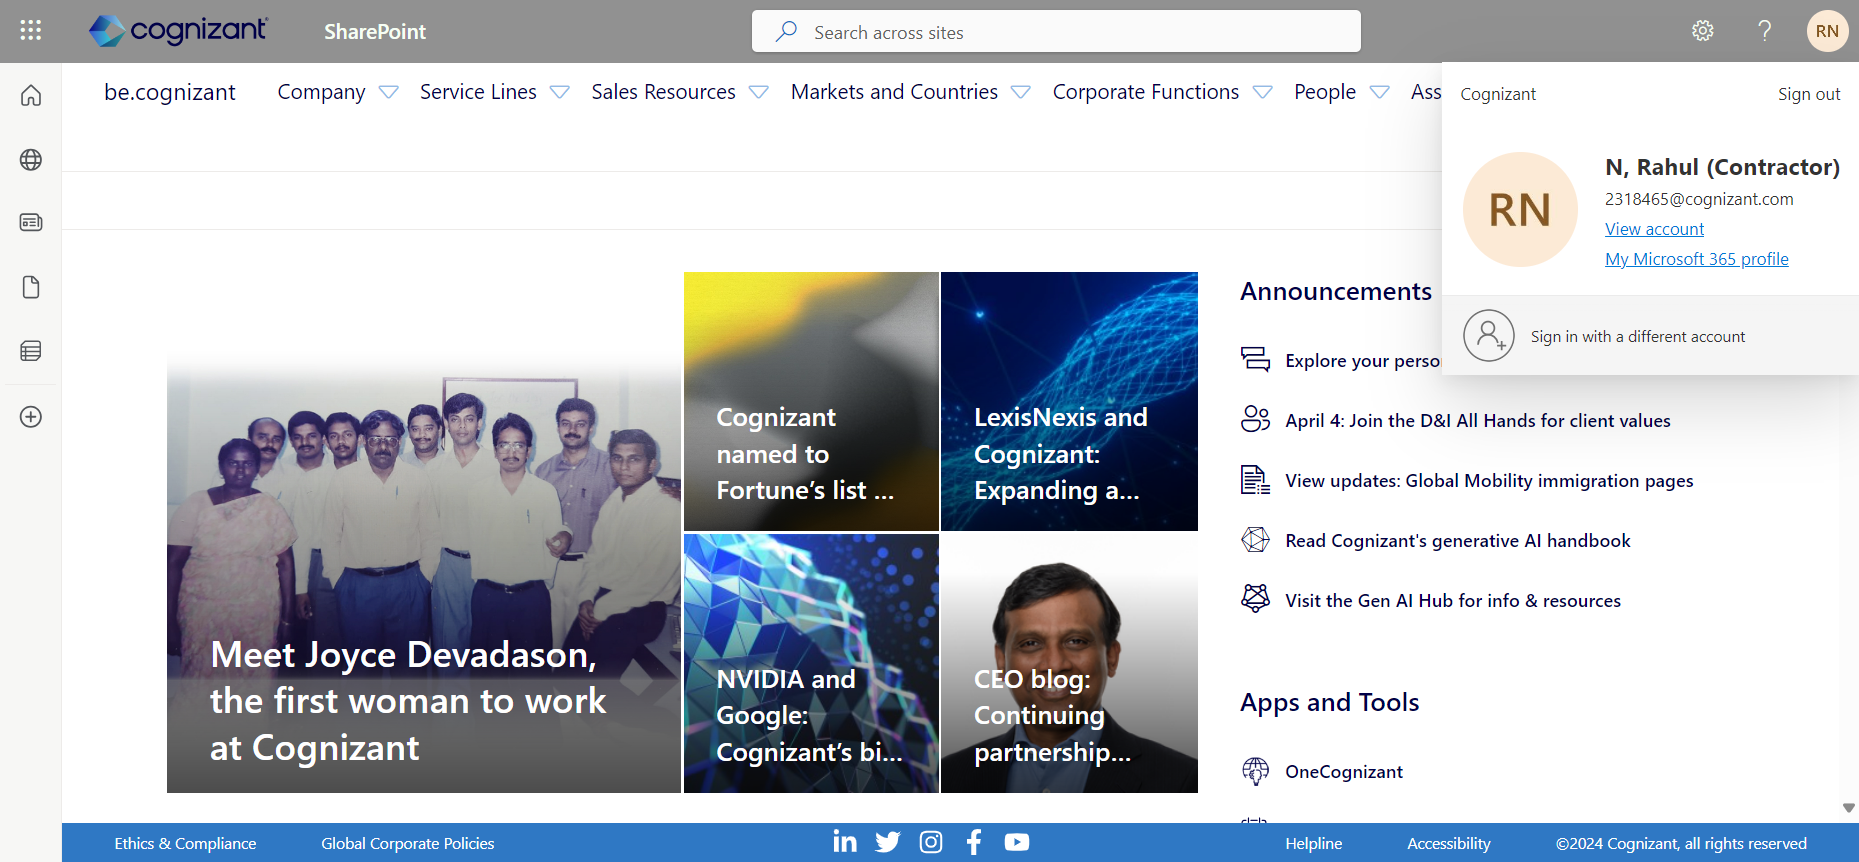 cognizant
SharePoint
Search across sites
RN
be.cognizant
Company
Service Lines
Sales Resources
Markets and Countries
Corporate Functions
People
Ass
Cognizant
Sign out
RN
N, Rahul (Contractor)
2318465@cognizant.com
View account
My Microsoft 365 profile
Sign in with a different account
Meet Joyce Devadason,
the first woman to work
at Cognizant
Cognizant
named to
Fortune’s list ...
LexisNexis and
Cognizant:
Expanding a...
NVIDIA and
Google:
Cognizant’s bi...
CEO blog:
Continuing
partnership...
Announcements
Explore your perso
April 4: Join the D&I All Hands for client values
View updates: Global Mobility immigration pages
Read Cognizant's generative AI handbook
Visit the Gen AI Hub for info & resources
Apps and Tools
OneCognizant
Ethics & Compliance
Global Corporate Policies
Helpline
Accessibility
©2024 Cognizant, all rights reserved